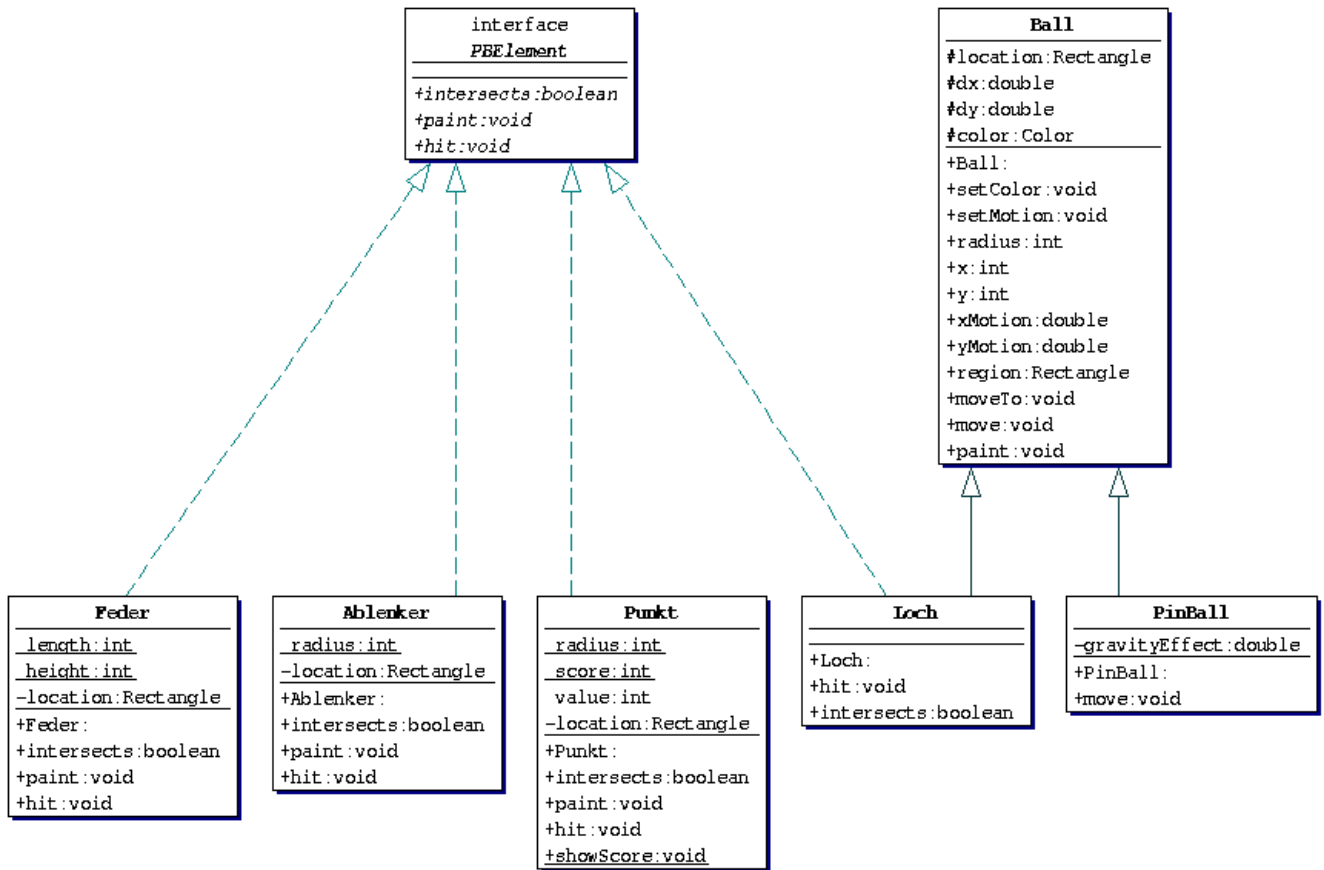 interface
PBElement
+intersects:boolean
+paint:void
+hit:void
Ball
#location:Rectangle
#dx:double
#dy:double
#color:Color
+Ball:
+setColor:void
+setMotion:void
+radius:int
+x:int
+y:int
+xMotion:double
+yMotion:double
+region:Rectangle
+moveTo:void
+move:void
+paint:void
Feder
length:int
height:int
-location:Rectangle
+Feder:
+intersects:boolean
+paint:void
+hit:void
Ablenker
radius:int
-location:Rectangle
+Ablenker:
+intersects:boolean
+paint:void
+hit:void
Punkt
radius:int
score:int
value:int
-location:Rectangle
+Punkt:
+intersects:boolean
+paint:void
+hit:void
+showScore:void
Loch
+Loch:
+hit:void
+intersects:boolean
PinBall
-gravityEffect:double
+PinBall:
+move:void